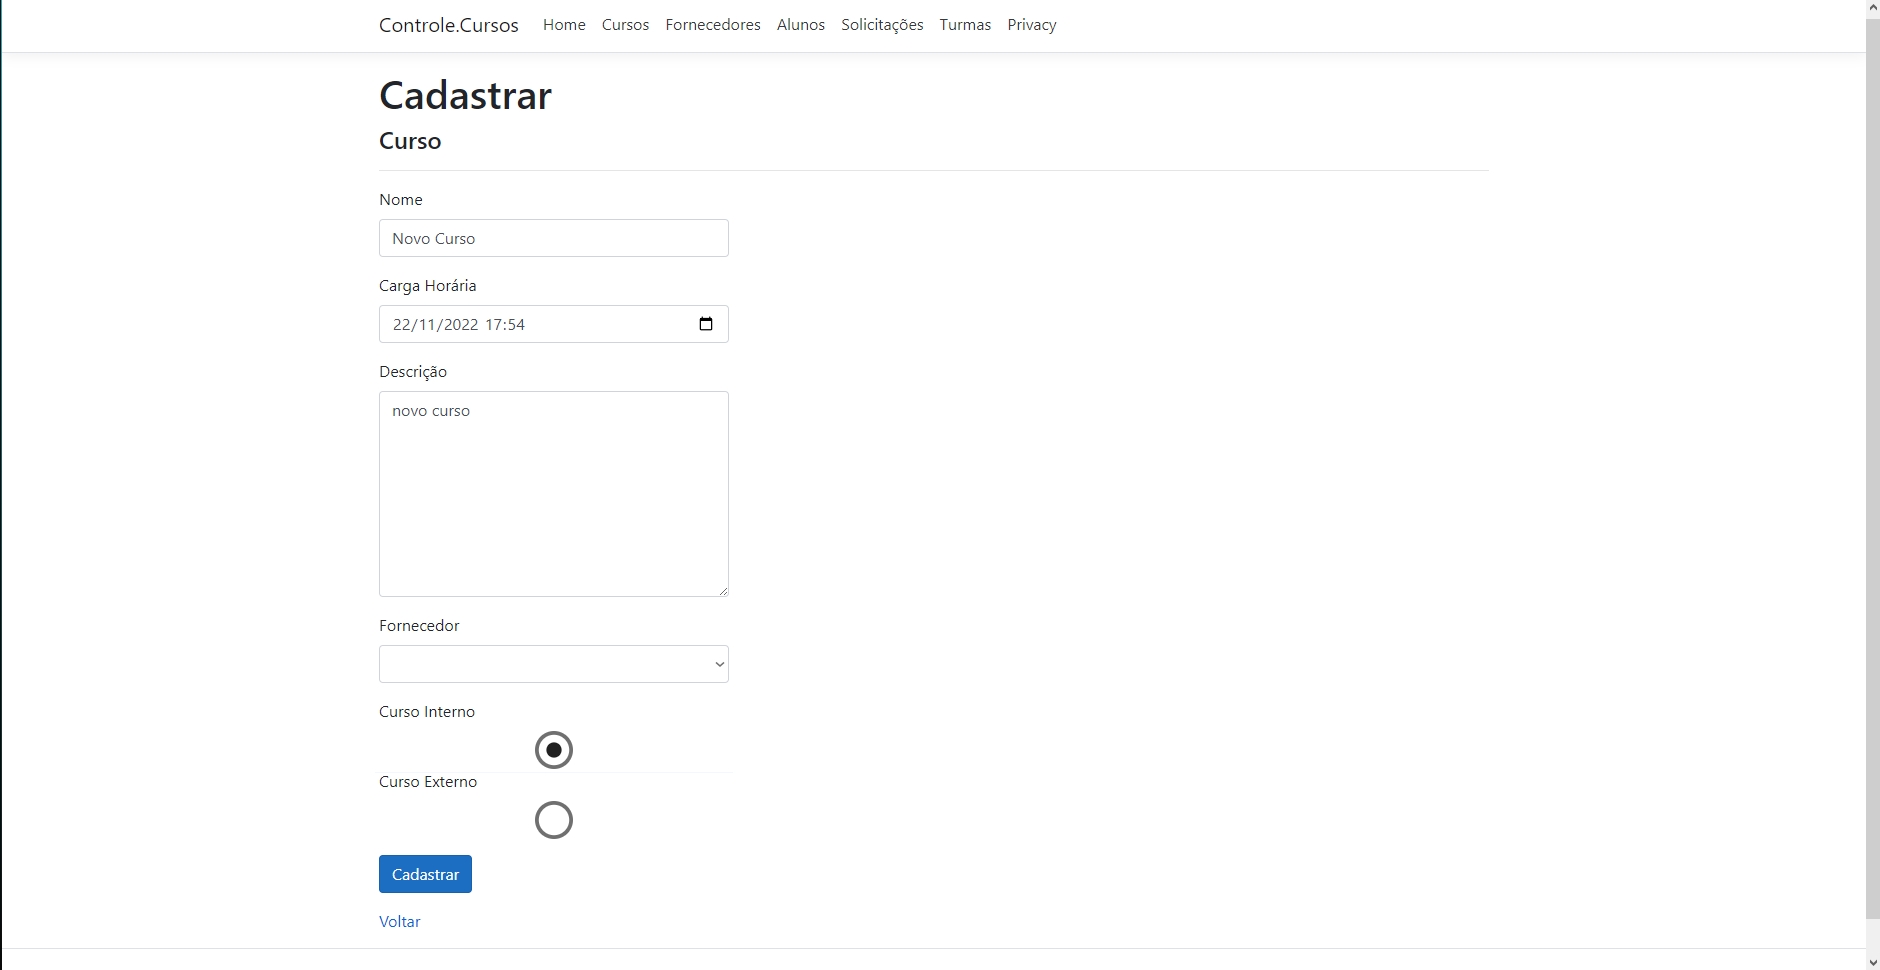 Controle.Cursos Home Cursos Fornecedores Alunos Solicitações Turmas Privacy
Cadastrar
Curso
Nome
Novo Curso
Carga Horária
22/11/2022 17:54
Descrição
novo curso
Fornecedor
Curso Interno
Curso Externo
Cadastrar
Voltar